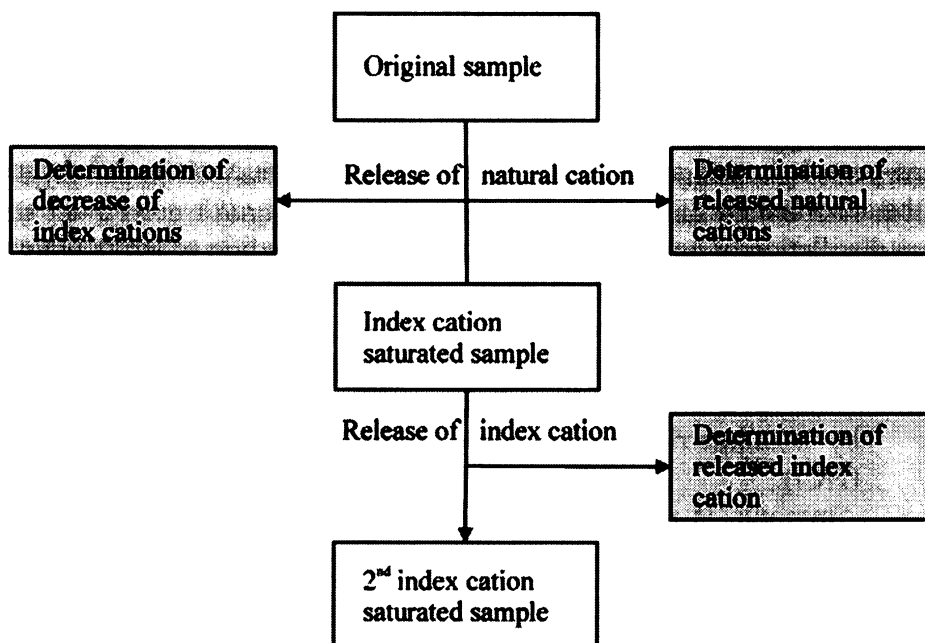 Original sample
Determination of
decrease of
index cations
Release of natural cation
Determination of
released natural
cations
Index cation
saturated sample
Release of index cation
Determination of
released index
cation
2nd index cation
saturated sample